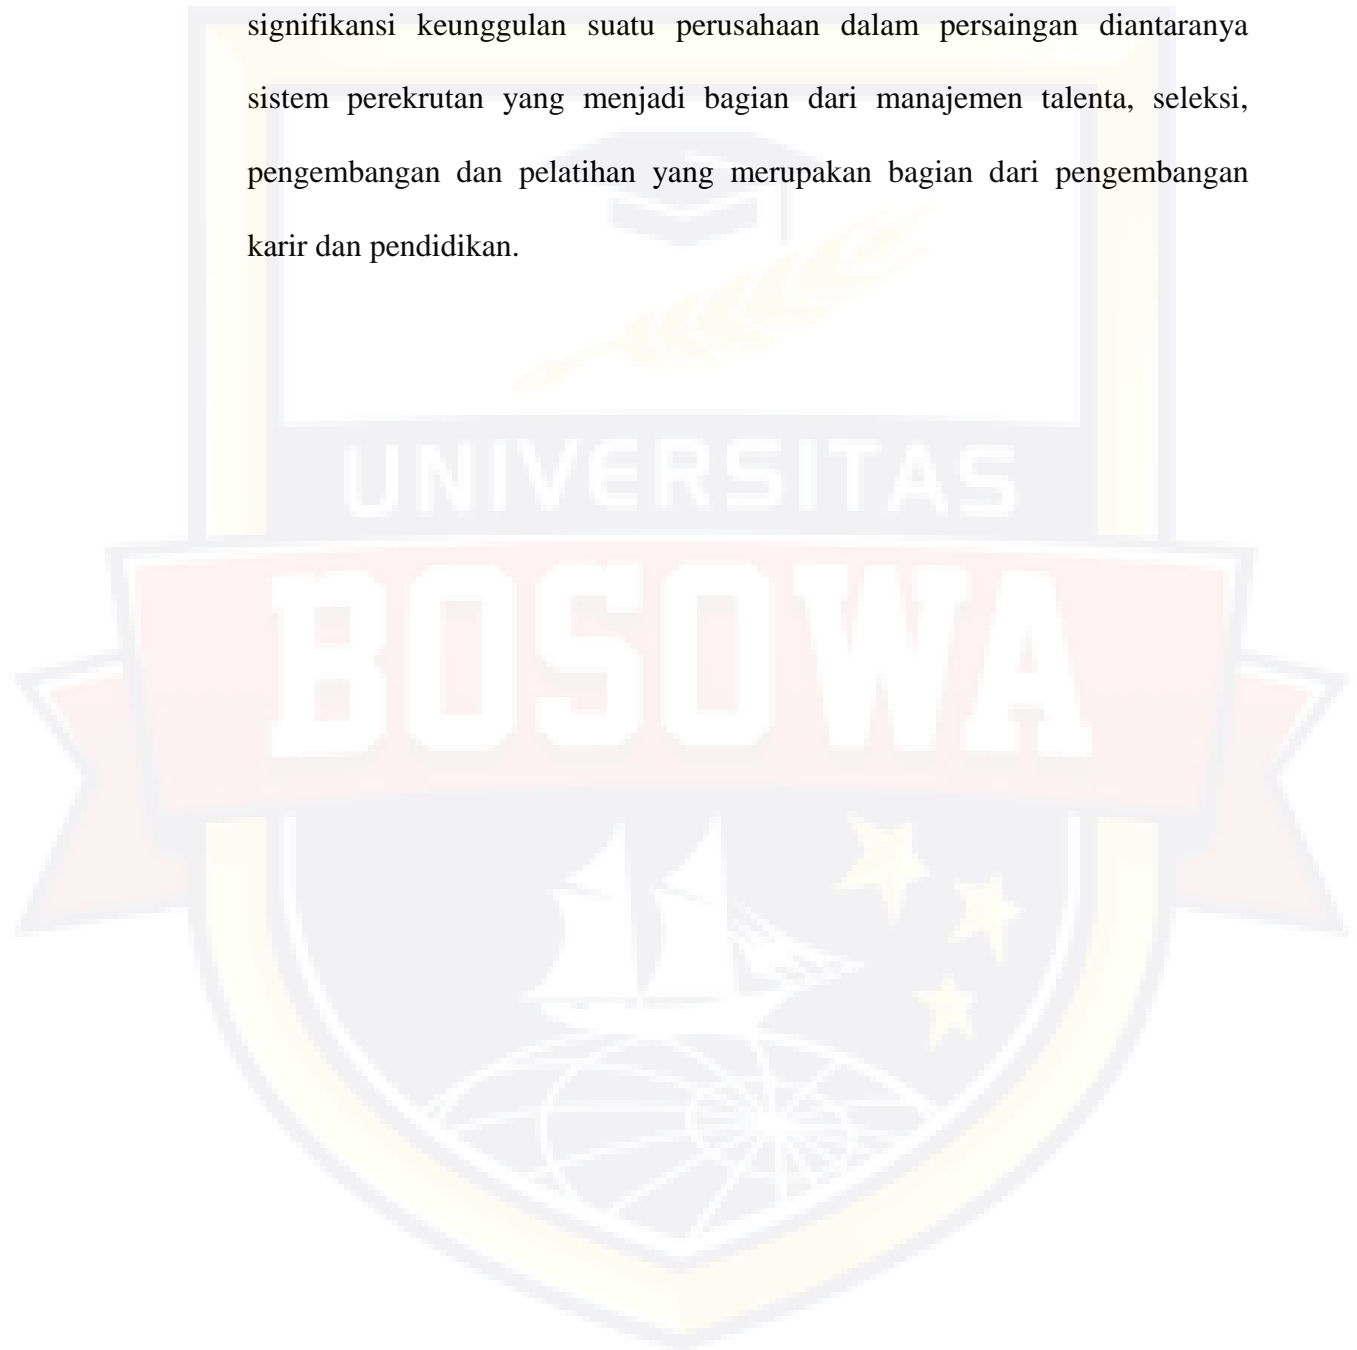 signifikansi keunggulan suatu perusahaan dalam persaingan diantaranya
sistem perekrutan yang menjadi bagian dari manajemen talenta, seleksi,
pengembangan dan pelatihan yang merupakan bagian dari pengembangan
karir dan pendidikan.
UNIVERSITAS
BOSOWA